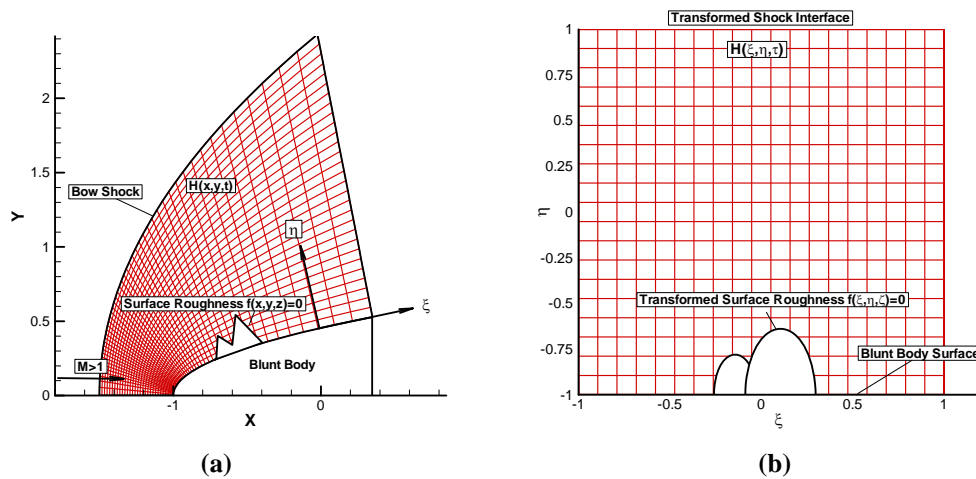 2
1.5
1
0.5
0
-1
0
X
Y
Bow Shock
H(x,y,t)
η
Surface Roughness f(x,y,z)=0
ξ
Blunt Body
M>1
(a)
Transformed Shock Interface
H(ξ,η,τ)
1
0.75
0.5
0.25
0
-0.25
-0.5
-0.75
-1
η
Transformed Surface Roughness f(ξ,η,ζ)=0
Blunt Body Surface
-1
-0.5
0
0.5
1
ξ
(b)